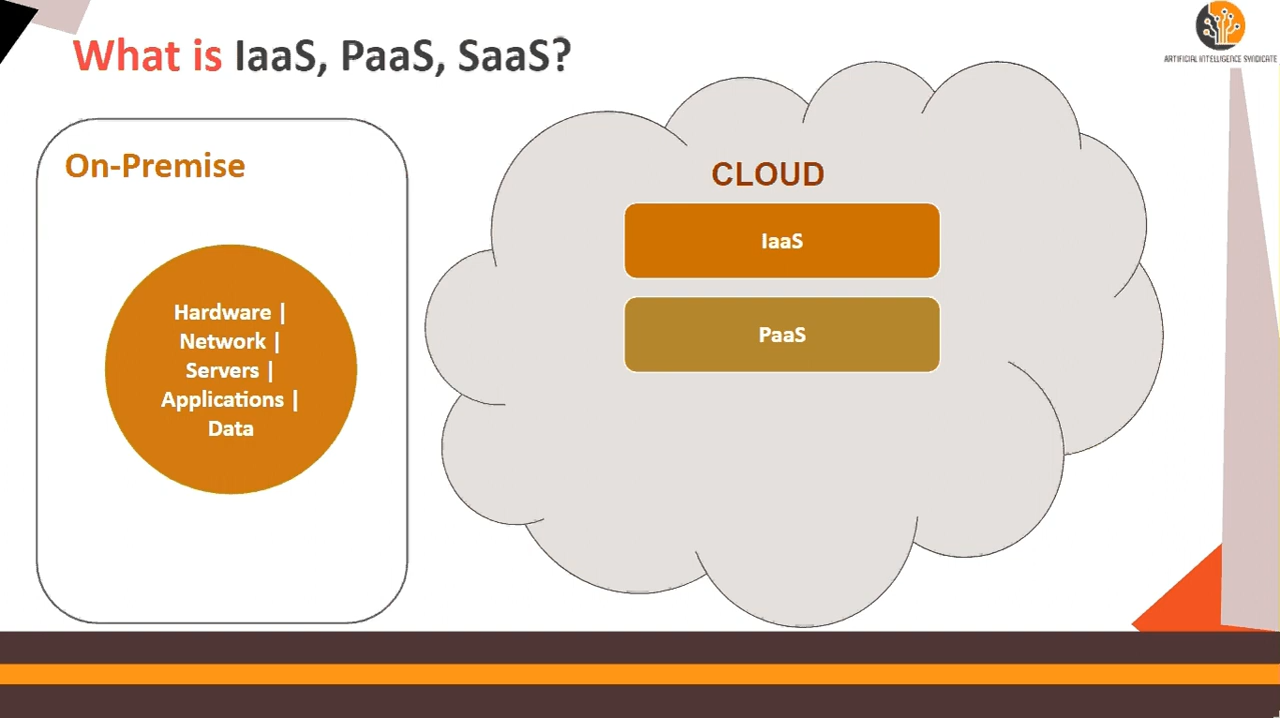 What is IaaS, PaaS, SaaS?
ARTIFICIAL INTELLIGENCE SYNDICATE
On-Premise
Hardware |
Network |
Servers |
Applications |
Data
CLOUD
IaaS
PaaS